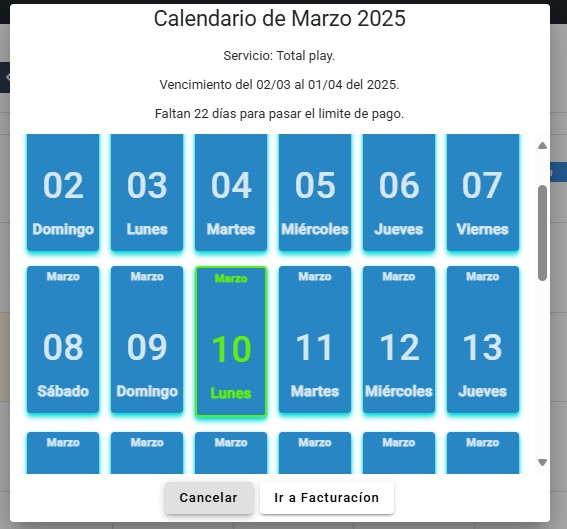 Calendario de Marzo 2025
Servicio: Total play.
Vencimiento del 02/03 al 01/04 del 2025.
Faltan 22 días para pasar el limite de pago.
02 03 04 05 06 07
Domingo Lunes Martes Miércoles Jueves Viernes
Marzo Marzo Marzo Marzo Marzo Marzo
08 09 10 11 12 13
Sábado Domingo Lunes Martes Miércoles Jueves
Marzo Marzo Marzo Marzo Marzo Marzo
Cancelar Ir a Facturacíon